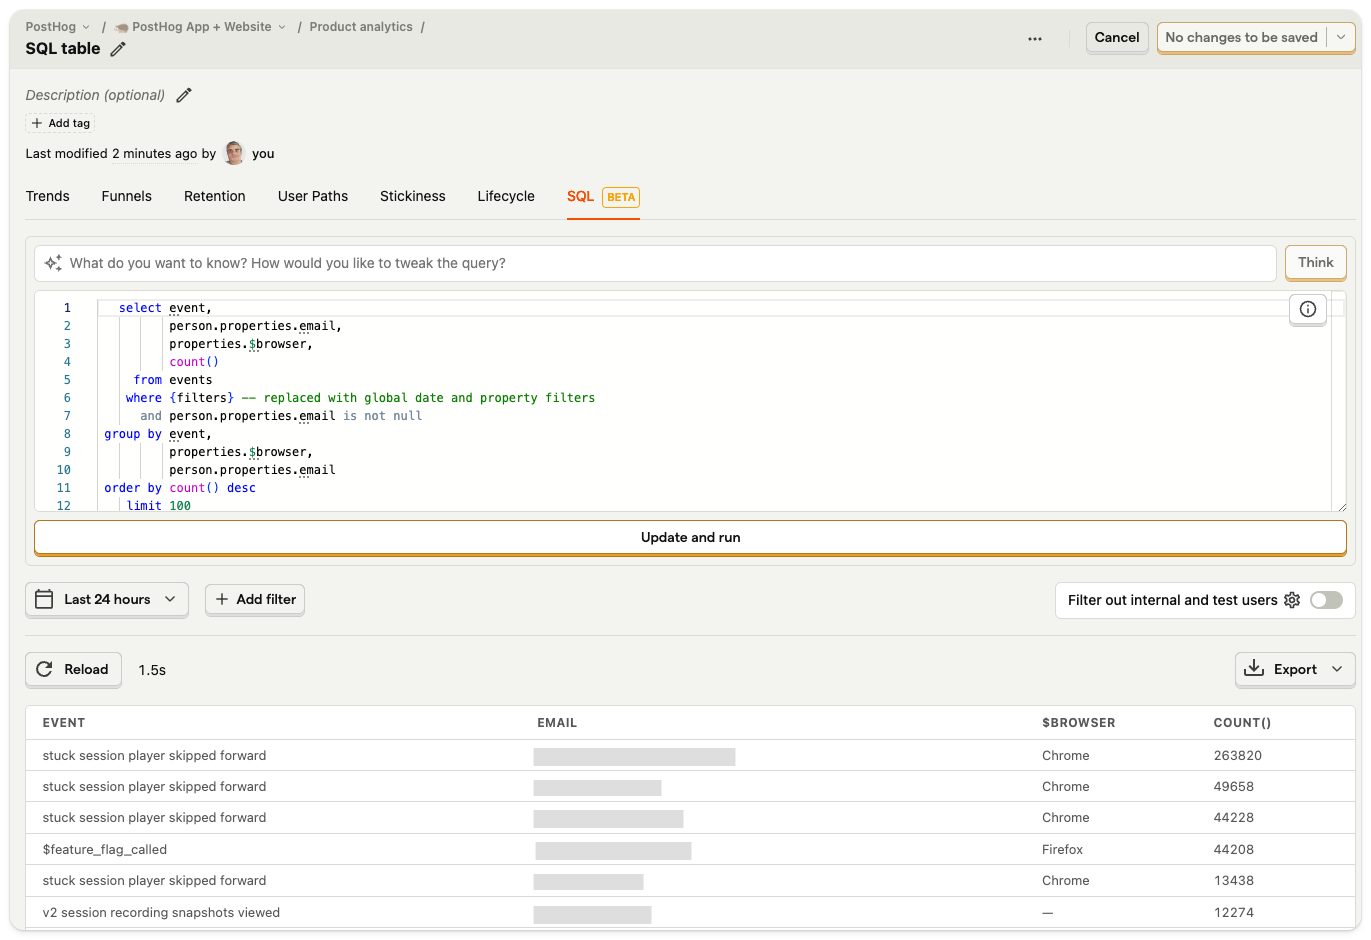 PostHog / PostHog App + Website / Product analytics /
SQL table
... Cancel No changes to be saved
Description (optional)
+ Add tag
Last modified 2 minutes ago by you
Trends Funnels Retention User Paths Stickiness Lifecycle SQL BETA
What do you want to know? How would you like to tweak the query? Think
1 select event,
2 person.properties.email,
3 properties.$browser,
4 count()
5 from events
6 where {filters} -- replaced with global date and property filters
7 and person.properties.email is not null
8 group by event,
9 properties.$browser,
10 person.properties.email
11 order by count() desc
12 limit 100
Update and run
Last 24 hours + Add filter Filter out internal and test users
Reload 1.5s Export
EVENT EMAIL $BROWSER COUNT()
stuck session player skipped forward Chrome 263820
stuck session player skipped forward Chrome 49658
stuck session player skipped forward Chrome 44228
$feature_flag_called Firefox 44208
stuck session player skipped forward Chrome 13438
v2 session recording snapshots viewed — 12274